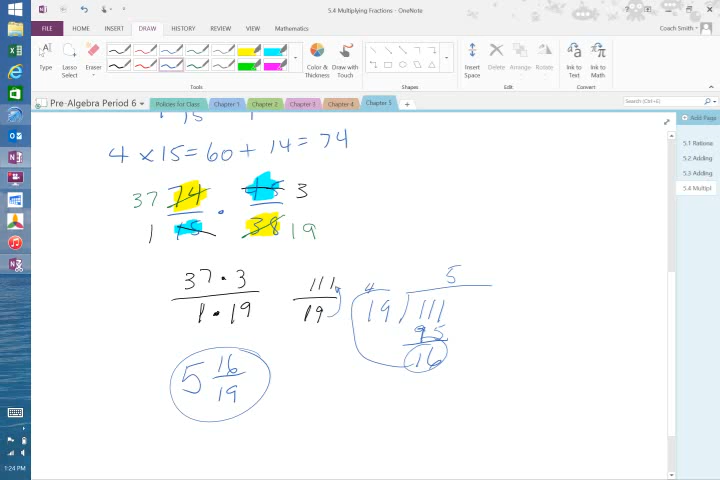 5.4 Multiplying Fractions - OneNote
FILE HOME INSERT DRAW HISTORY REVIEW VIEW Mathematics
Coach Smith
Type
Lasso Select
Eraser
Color & Thickness
Draw with Touch
Insert Space
Delete
Arrange
Rotate
Ink to Text
Ink to Math
Tools
Shapes
Edit
Convert
Pre-Algebra Period 6
Policies for Class
Chapter 1
Chapter 2
Chapter 3
Chapter 4
Chapter 5
+
Search (Ctrl+E)
Add Page
5.1 Rationa
5.2 Adding
5.3 Adding
5.4 Multipl
15
4 × 15 = 60 + 14 = 74
37 74 · 45 3
1 15 38 19
37 · 3
1 · 19
111
19
5
19 ) 111
95
16
5 16
19
1:24 PM